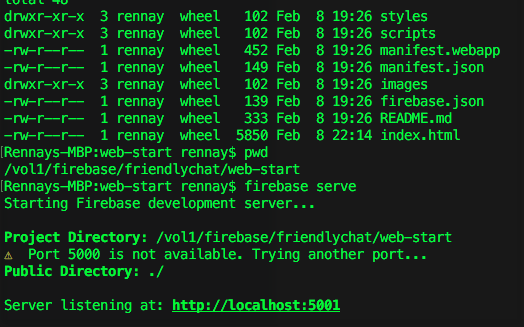 total 48
drwxr-xr-x  3 rennay  wheel   102 Feb  8 19:26 styles
drwxr-xr-x  3 rennay  wheel   102 Feb  8 19:26 scripts
-rw-r--r--  1 rennay  wheel   452 Feb  8 19:26 manifest.webapp
-rw-r--r--  1 rennay  wheel   149 Feb  8 19:26 manifest.json
drwxr-xr-x  3 rennay  wheel   102 Feb  8 19:26 images
-rw-r--r--  1 rennay  wheel   139 Feb  8 19:26 firebase.json
-rw-r--r--  1 rennay  wheel   333 Feb  8 19:26 README.md
-rw-r--r--  1 rennay  wheel  5850 Feb  8 22:14 index.html
[Rennays-MBP:web-start rennay$ pwd
/vol1/firebase/friendlychat/web-start
[Rennays-MBP:web-start rennay$ firebase serve
Starting Firebase development server...
Project Directory: /vol1/firebase/friendlychat/web-start
⚠  Port 5000 is not available. Trying another port...
Public Directory: ./
Server listening at: http://localhost:5001